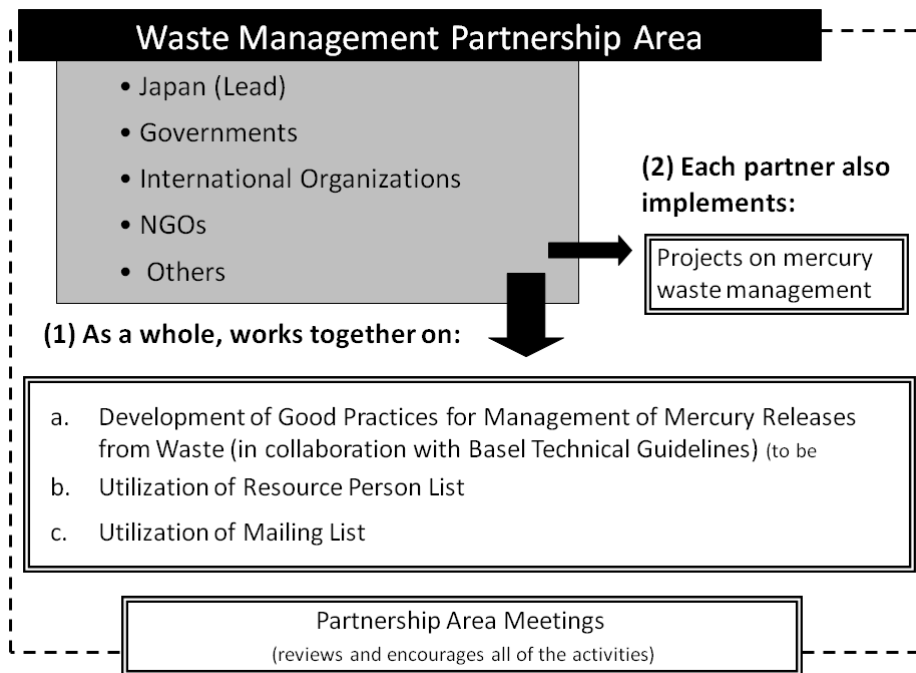 Waste Management Partnership Area
• Japan (Lead)
• Governments
• International Organizations
• NGOs
• Others
(2) Each partner also
implements:
Projects on mercury
waste management
(1) As a whole, works together on:
a. Development of Good Practices for Management of Mercury Releases
from Waste (in collaboration with Basel Technical Guidelines) (to be
b. Utilization of Resource Person List
c. Utilization of Mailing List
Partnership Area Meetings
(reviews and encourages all of the activities)